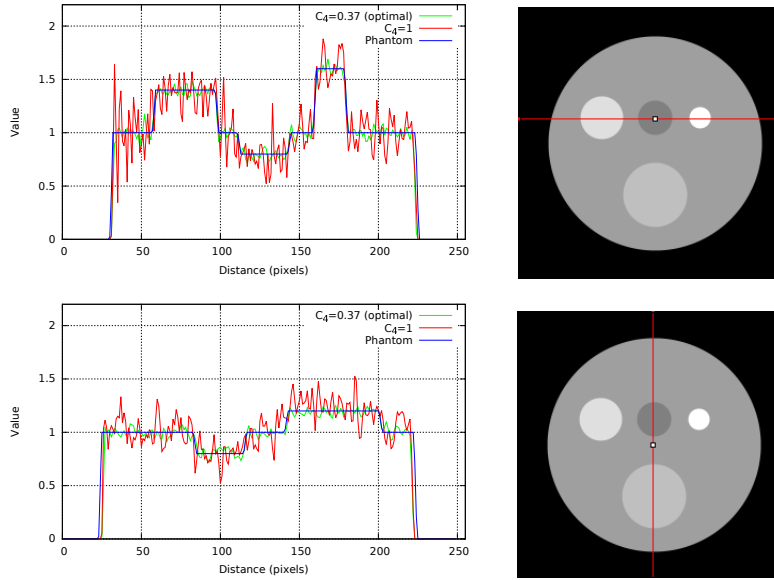 C4=0.37 (optimal)
C4=1
Phantom
2
1.5
1
0.5
0
Value
0 50 100 150 200 250
Distance (pixels)
C4=0.37 (optimal)
C4=1
Phantom
2
1.5
1
0.5
0
Value
0 50 100 150 200 250
Distance (pixels)